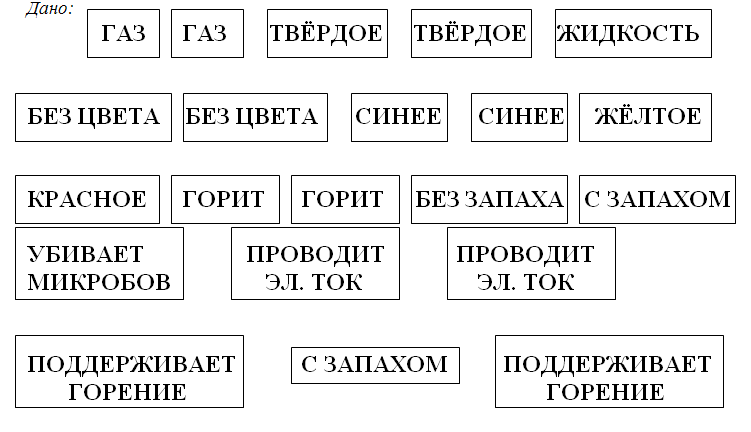 Дано:
ГАЗ ГАЗ ТВЁРДОЕ ТВЁРДОЕ ЖИДКОСТЬ
БЕЗ ЦВЕТА БЕЗ ЦВЕТА СИНЕЕ СИНЕЕ ЖЁЛТОЕ
КРАСНОЕ ГОРИТ ГОРИТ БЕЗ ЗАПАХА С ЗАПАХОМ
УБИВАЕТ ПРОВОДИТ ПРОВОДИТ
МИКРОБОВ ЭЛ. ТОК ЭЛ. ТОК
ПОДДЕРЖИВАЕТ С ЗАПАХОМ ПОДДЕРЖИВАЕТ
ГОРЕНИЕ ГОРЕНИЕ